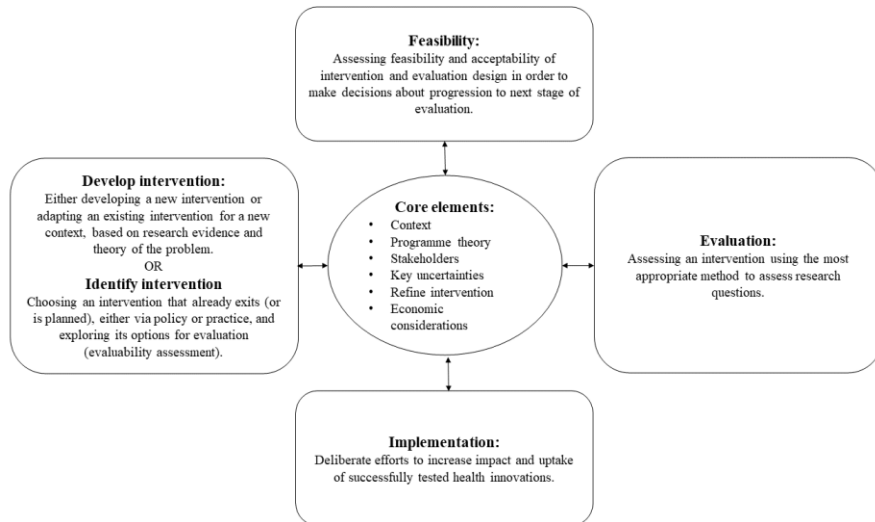 Feasibility:
Assessing feasibility and acceptability of
intervention and evaluation design in order to
make decisions about progression to next stage of
evaluation.
Develop intervention:
Either developing a new intervention or
adapting an existing intervention for a new
context, based on research evidence and
theory of the problem.
OR
Identify intervention
Choosing an intervention that already exits (or
is planned), either via policy or practice, and
exploring its options for evaluation
(evaluability assessment).
Core elements:
• Context
• Programme theory
• Stakeholders
• Key uncertainties
• Refine intervention
• Economic
considerations
Evaluation:
Assessing an intervention using the most
appropriate method to assess research
questions.
Implementation:
Deliberate efforts to increase impact and uptake
of successfully tested health innovations.